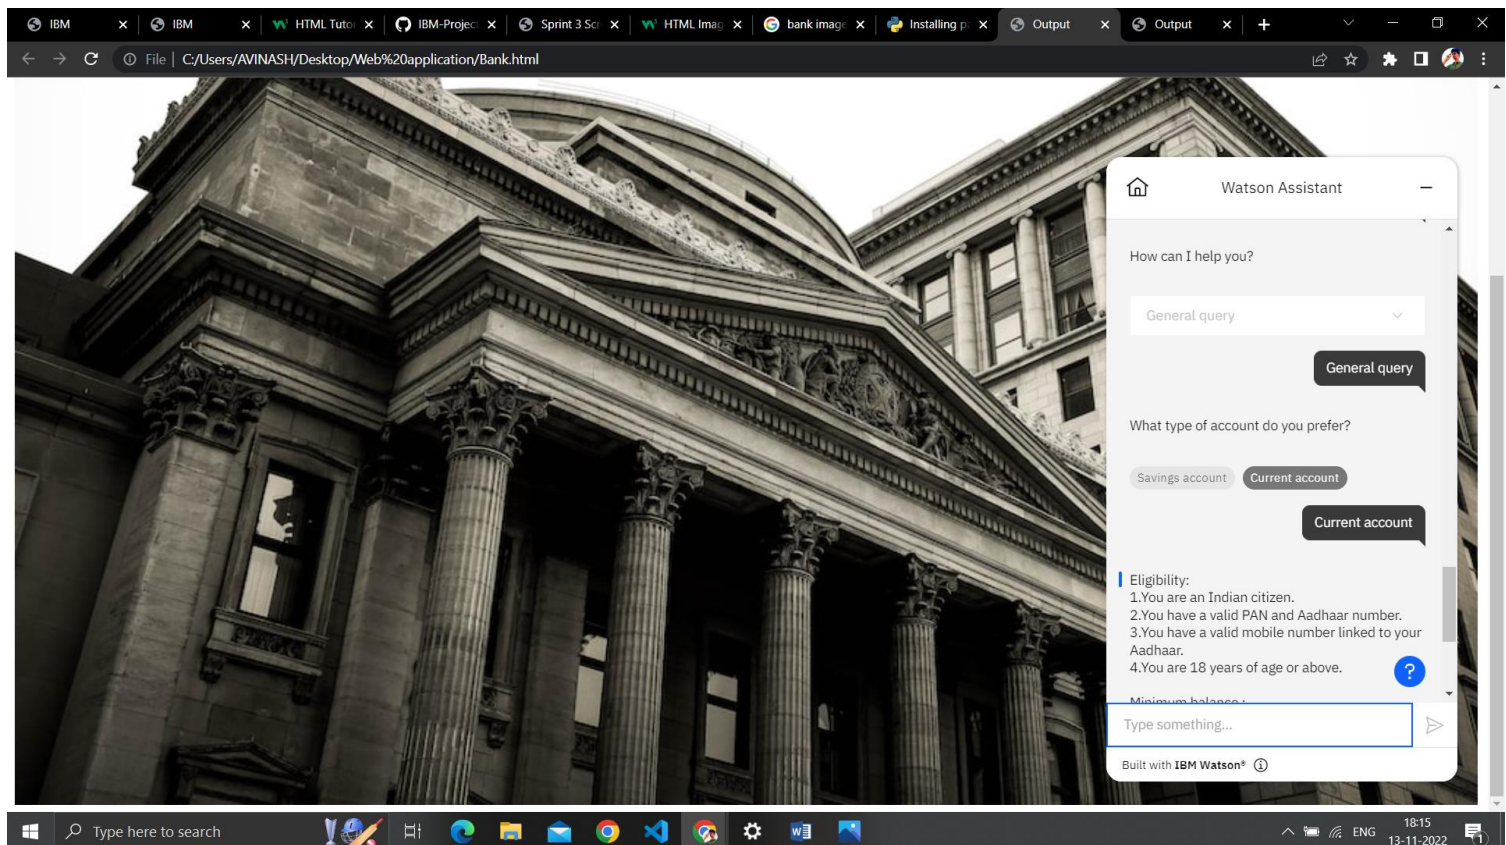 IBM
IBM
HTML Tuto
IBM-Projec
Sprint 3 Scr
HTML Imag
bank image
Installing pa
Output
Output
File | C:/Users/AVINASH/Desktop/Web%20application/Bank.html
Watson Assistant
How can I help you?
General query
General query
What type of account do you prefer?
Savings account Current account
Current account
Eligibility:
1.You are an Indian citizen.
2.You have a valid PAN and Aadhaar number.
3.You have a valid mobile number linked to your
Aadhaar.
4.You are 18 years of age or above.
Minimum balance :
Type something...
Built with IBM Watson®
Type here to search
ENG
18:15
13-11-2022